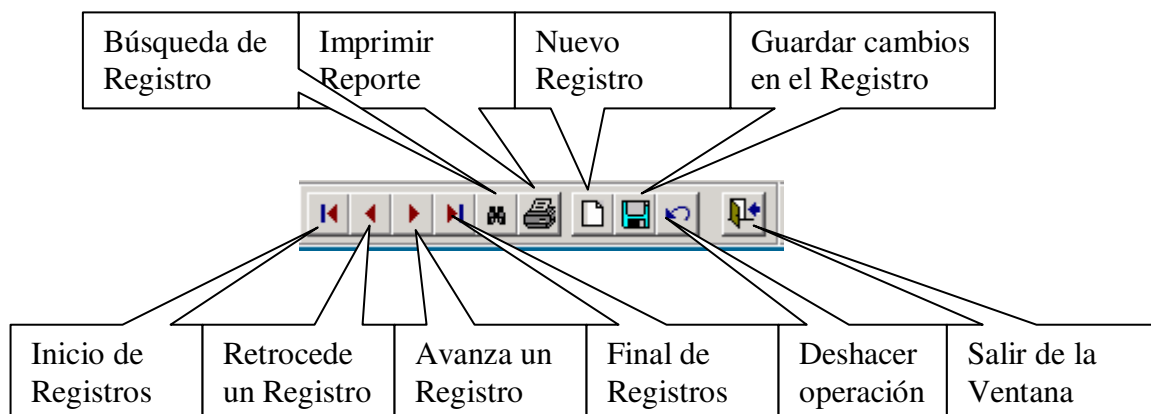 Búsqueda de
Registro
Imprimir
Reporte
Nuevo
Registro
Guardar cambios
en el Registro
Inicio de
Registros
Retrocede
un Registro
Avanza un
Registro
Final de
Registros
Deshacer
operación
Salir de la
Ventana